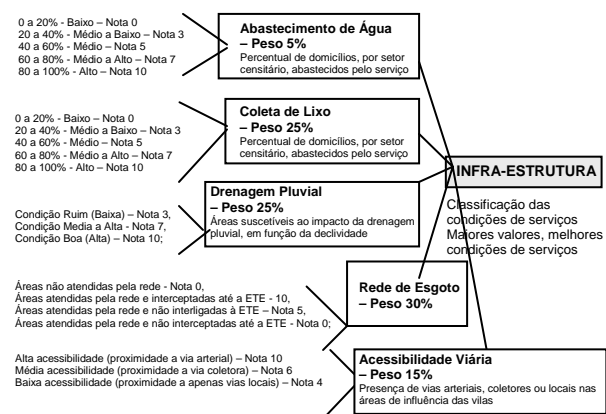 0 a 20% - Baixo – Nota 0
20 a 40% - Médio a Baixo – Nota 3
40 a 60% - Médio – Nota 5
60 a 80% - Médio a Alto – Nota 7
80 a 100% - Alto – Nota 10
Abastecimento de Água
– Peso 5%
Percentual de domicílios, por setor
censitário, abastecidos pelo serviço
0 a 20% - Baixo – Nota 0
20 a 40% - Médio a Baixo – Nota 3
40 a 60% - Médio – Nota 5
60 a 80% - Médio a Alto – Nota 7
80 a 100% - Alto – Nota 10
Coleta de Lixo
– Peso 25%
Percentual de domicílios, por setor
censitário, abastecidos pelo serviço
Condição Ruim (Baixa) – Nota 3,
Condição Media a Alta - Nota 7,
Condição Boa (Alta) – Nota 10;
Drenagem Pluvial
– Peso 25%
Áreas suscetíveis ao impacto da drenagem
pluvial, em função da declividade
INFRA-ESTRUTURA
Classificação das
condições de serviços
Maiores valores, melhores
condições de serviços
Áreas não atendidas pela rede - Nota 0,
Áreas atendidas pela rede e interceptadas até a ETE - 10,
Áreas atendidas pela rede e não interligadas à ETE – Nota 5,
Áreas atendidas pela rede e não interceptadas até a ETE - Nota 0;
Rede de Esgoto
– Peso 30%
Alta acessibilidade (proximidade a via arterial) – Nota 10
Média acessibilidade (proximidade a via coletora) – Nota 6
Baixa acessibilidade (proximidade a apenas vias locais) – Nota 4
Acessibilidade Viária
– Peso 15%
Presença de vias arteriais, coletores ou locais nas
áreas de influência das vilas